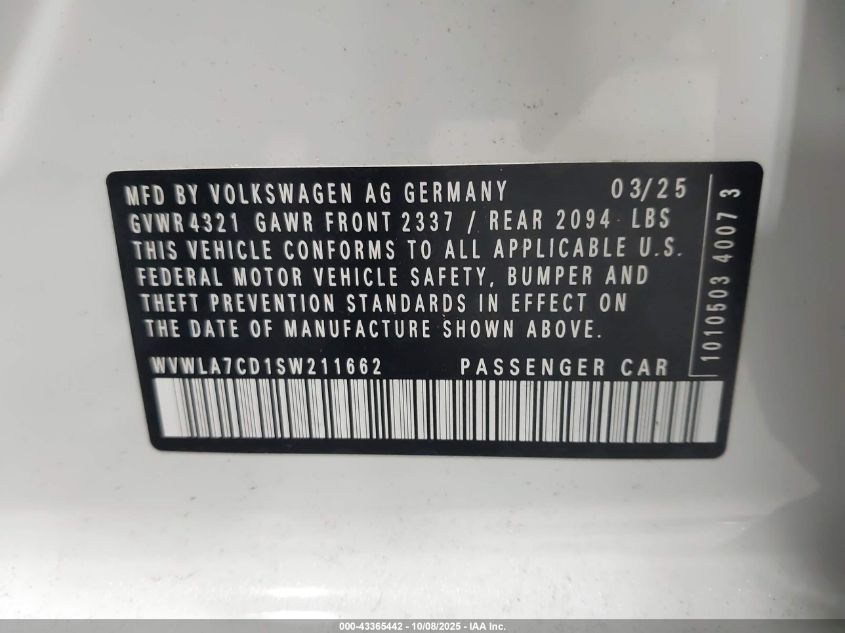 MFD BY VOLKSWAGEN AG GERMANY 03/25
GVWR 4321 GAWR FRONT 2337 / REAR 2094 LBS
THIS VEHICLE CONFORMS TO ALL APPLICABLE U.S.
FEDERAL MOTOR VEHICLE SAFETY, BUMPER AND
THEFT PREVENTION STANDARDS IN EFFECT ON
THE DATE OF MANUFACTURE SHOWN ABOVE.
WVWLA7CD1SW211662 PASSENGER CAR
1010503 4007 3
000-43365442 - 10/08/2025 - IAA Inc.